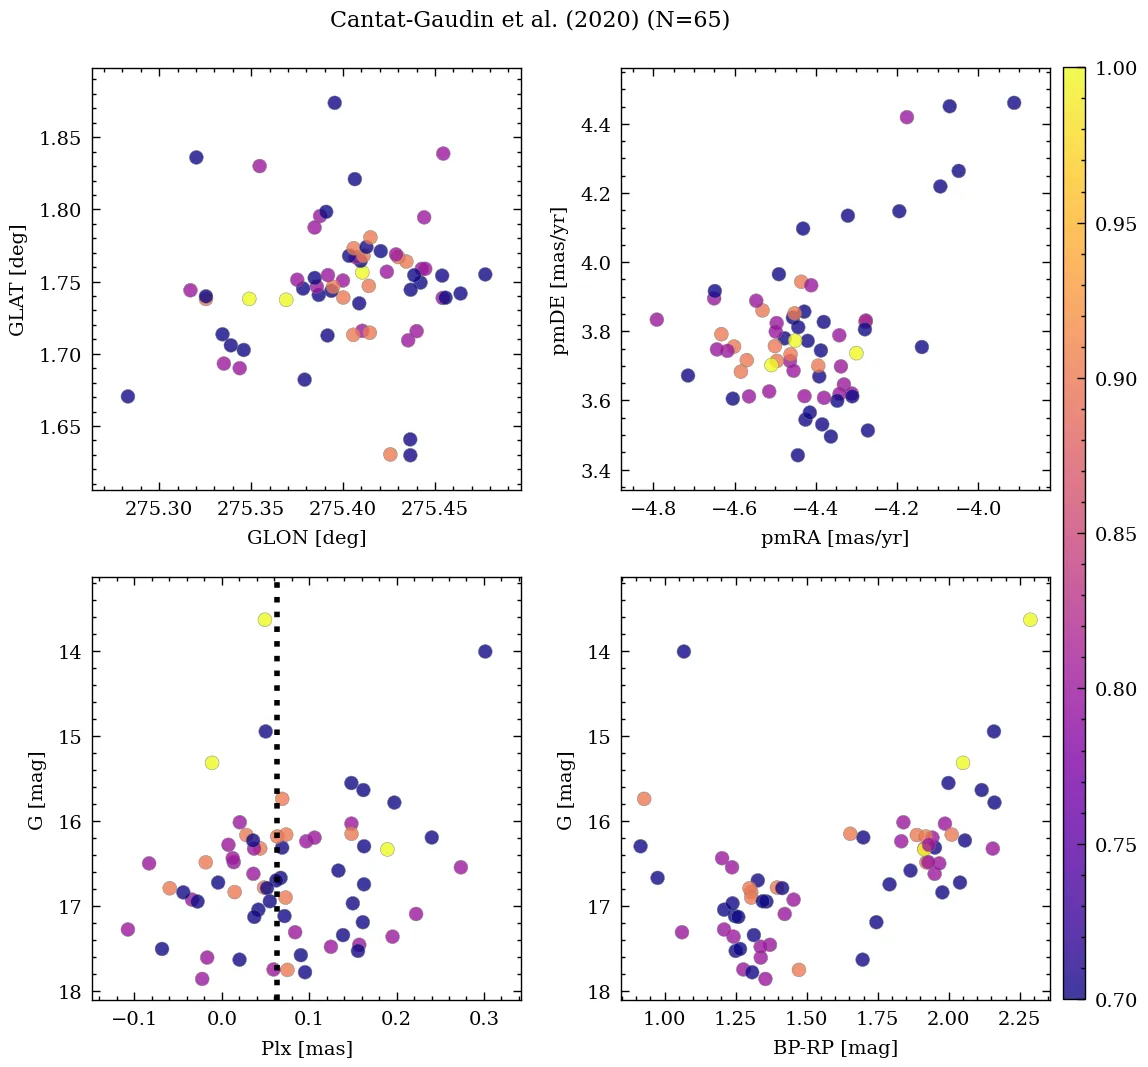 Cantat-Gaudin et al. (2020) (N=65)
1.85
1.80
1.75
1.70
1.65
GLAT [deg]
275.30 275.35 275.40 275.45
GLON [deg]
4.4
4.2
4.0
3.8
3.6
3.4
pmDE [mas/yr]
−4.8 −4.6 −4.4 −4.2 −4.0
pmRA [mas/yr]
14
15
16
17
18
G [mag]
−0.1 0.0 0.1 0.2 0.3
Plx [mas]
14
15
16
17
18
G [mag]
1.00 1.25 1.50 1.75 2.00 2.25
BP-RP [mag]
1.00
0.95
0.90
0.85
0.80
0.75
0.70